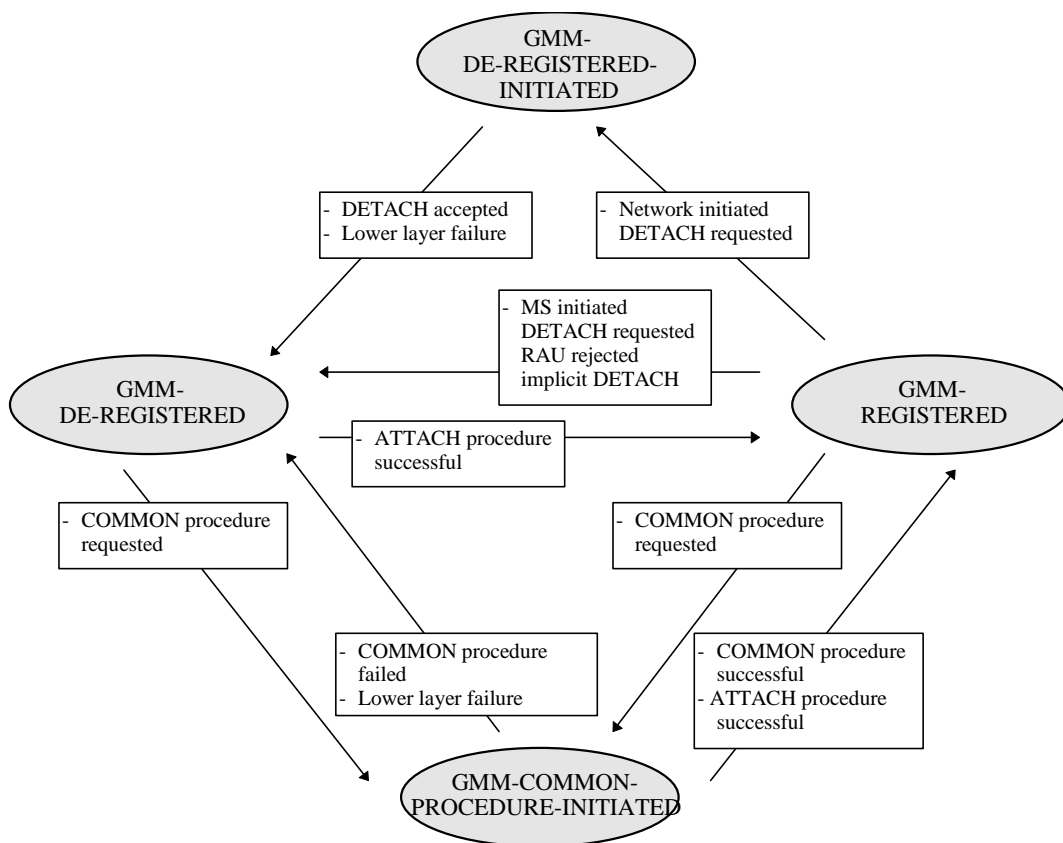 GMM-
DE-REGISTERED-
INITIATED
- DETACH accepted
- Lower layer failure
- Network initiated
DETACH requested
- MS initiated
DETACH requested
RAU rejected
implicit DETACH
GMM-
DE-REGISTERED
GMM-
REGISTERED
- ATTACH procedure
successful
- COMMON procedure
requested
- COMMON procedure
requested
- COMMON procedure
failed
- Lower layer failure
- COMMON procedure
successful
- ATTACH procedure
successful
GMM-COMMON-
PROCEDURE-INITIATED